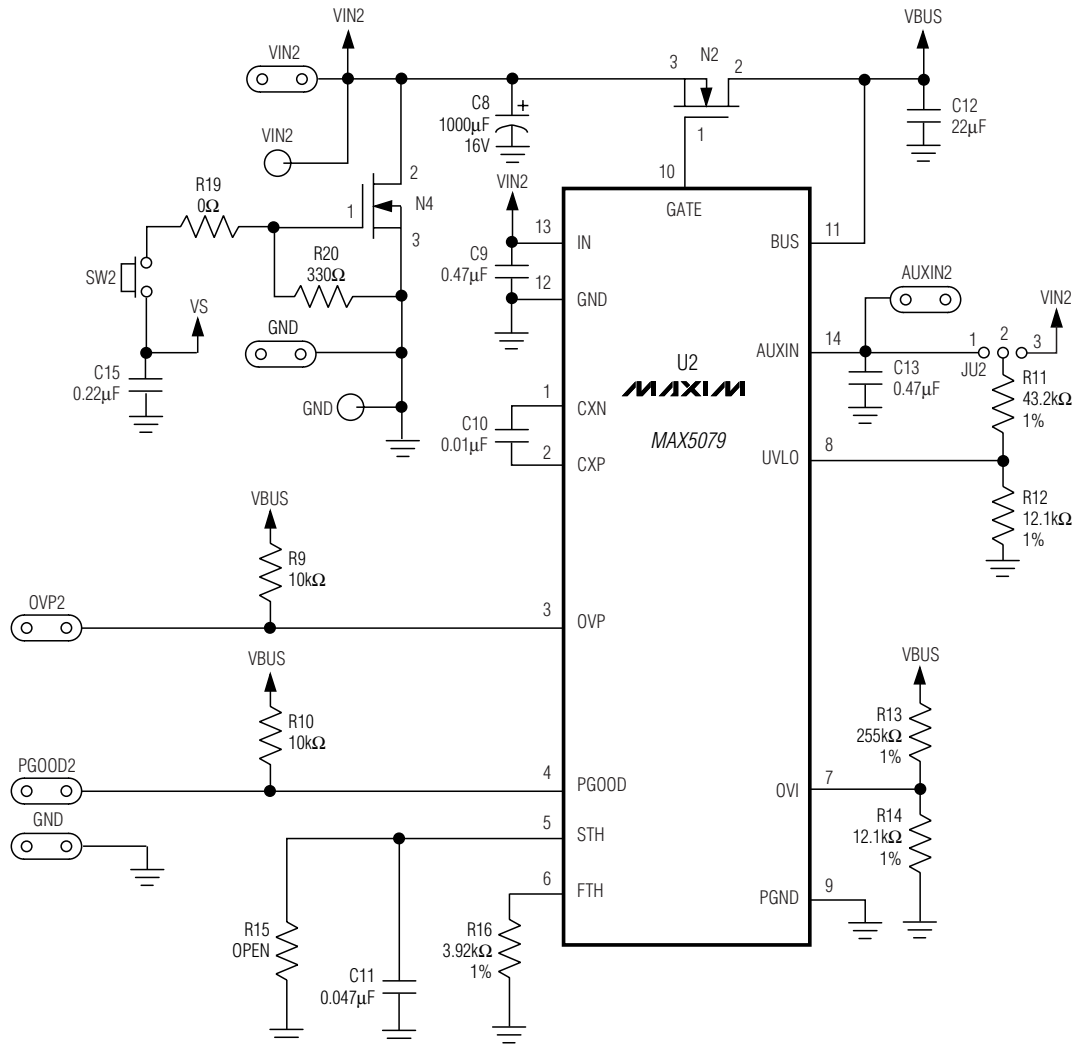 VIN2
VBUS
VIN2
3
N2
2
C8
1000μF
16V
+
C12
22μF
VIN2
1
2
N4
1
3
10
VIN2
R19
0Ω
GATE
13
IN
BUS
11
C9
0.47μF
R20
330Ω
12
GND
AUXIN2
SW2
VS
GND
VIN2
14
AUXIN
1
2
3
JU2
C13
0.47μF
R11
43.2kΩ
1%
U2
MAXIM
MAX5079
C15
0.22μF
1
CXN
GND
C10
0.01μF
2
CXP
UVLO
8
R12
12.1kΩ
1%
VBUS
R9
10kΩ
OVP2
3
OVP
VBUS
VBUS
R13
255kΩ
1%
R10
10kΩ
PGOOD2
4
PGOOD
OVI
7
GND
5
STH
R14
12.1kΩ
1%
6
FTH
PGND
9
R15
OPEN
R16
3.92kΩ
1%
C11
0.047μF